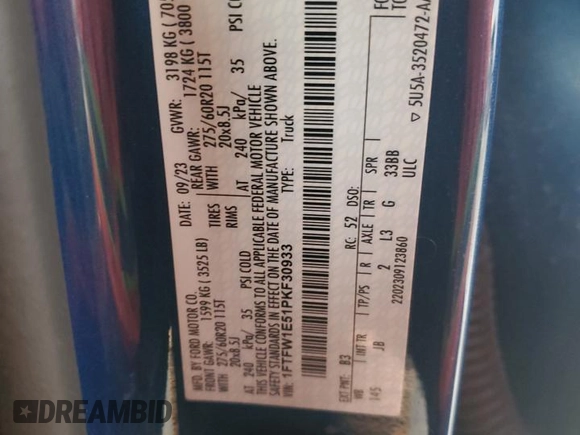 MFD. BY FORD MOTOR CO.
DATE: 09/23 GVWR: 3198 KG ( 705
FRONT GAWR: 1599 KG ( 3525 LB) REAR GAWR: 1724 KG ( 3800
WITH 275/60R20 115T TIRES WITH 275/60R20 115T
20x8.5J RIMS 20x8.5J
AT 240 kPa/ 35 PSI COLD AT 240 kPa/ 35 PSI CO
THIS VEHICLE CONFORMS TO ALL APPLICABLE FEDERAL MOTOR VEHICLE
SAFETY STANDARDS IN EFFECT ON THE DATE OF MANUFACTURE SHOWN ABOVE.
VIN: 1FTFW1E51PKF30933 TYPE: Truck
EXT PNT: B3 RC: 52 DSO:
WB INT TR TP/PS R AXLE TR SPR
145 JB 2 L3 G 33BB
2202309123860 ULC
▽ 5U5A-3520472-AA
DREAMBID